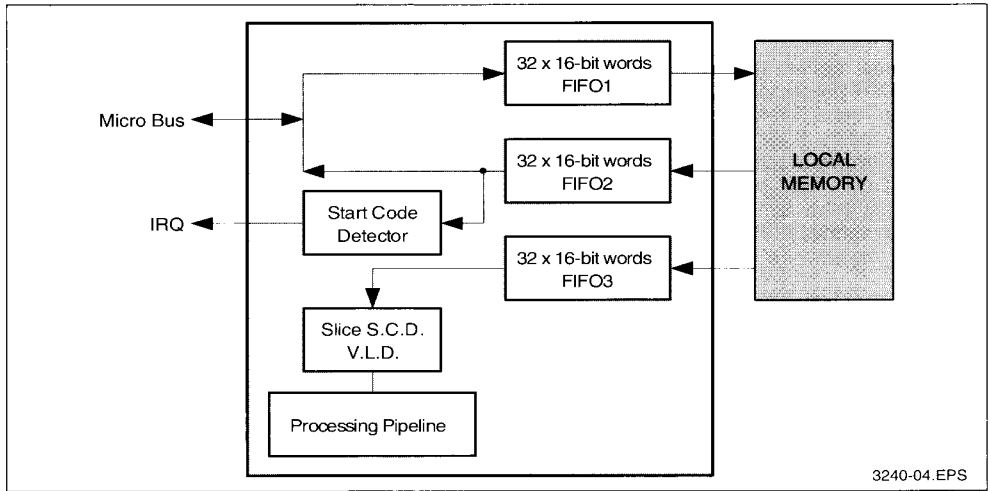 32 x 16-bit words
FIFO1
Micro Bus
32 x 16-bit words
FIFO2
LOCAL
MEMORY
IRQ
Start Code
Detector
32 x 16-bit words
FIFO3
Slice S.C.D.
V.L.D.
Processing Pipeline
3240-04.EPS